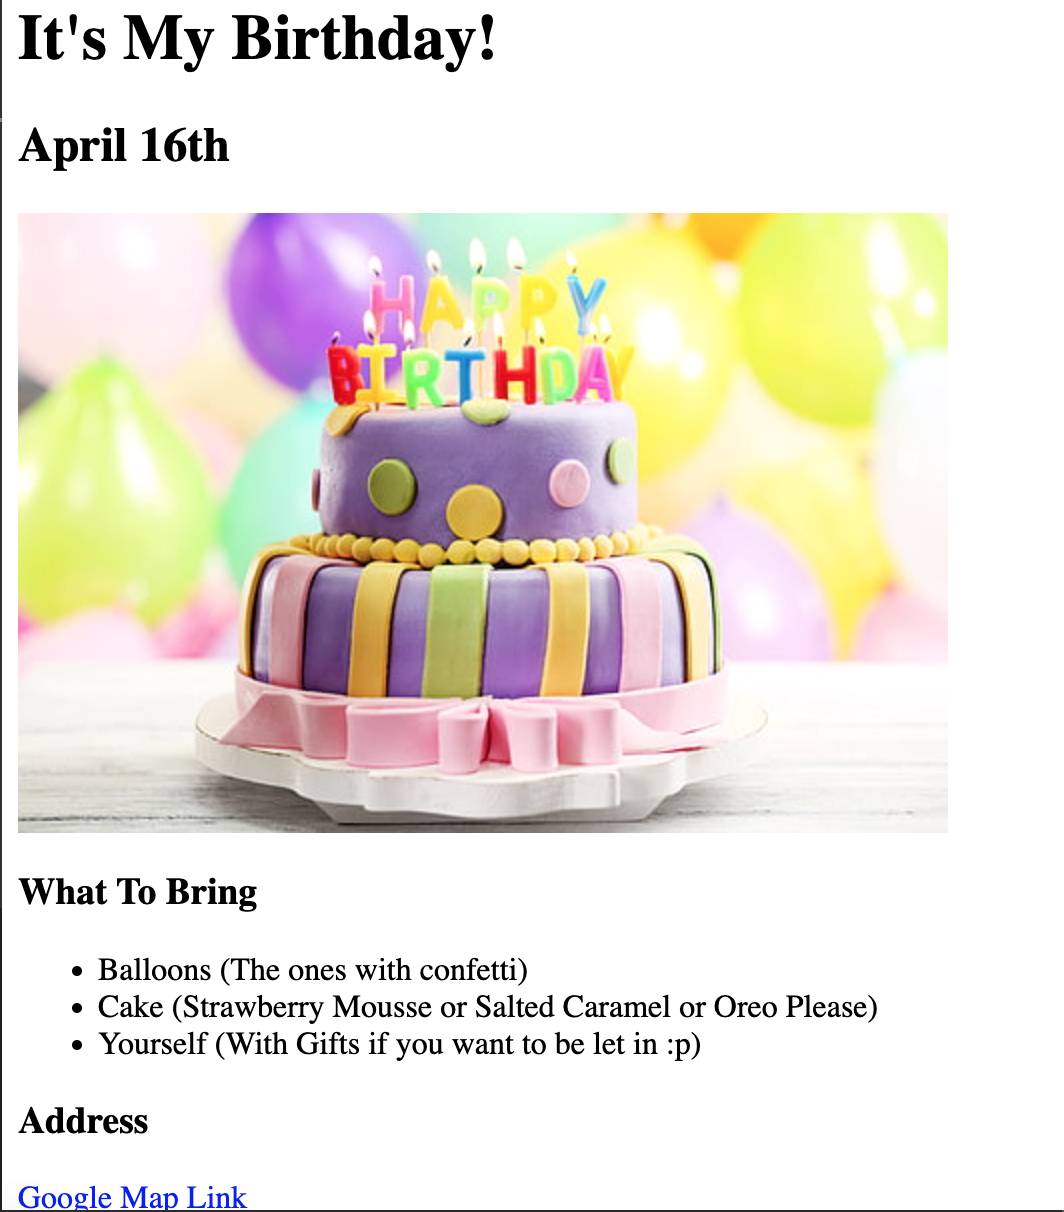 It's My Birthday!
April 16th
HAPPY
BIRTHDAY
What To Bring
Balloons (The ones with confetti)
Cake (Strawberry Mousse or Salted Caramel or Oreo Please)
Yourself (With Gifts if you want to be let in :p)
Address
Google Map Link